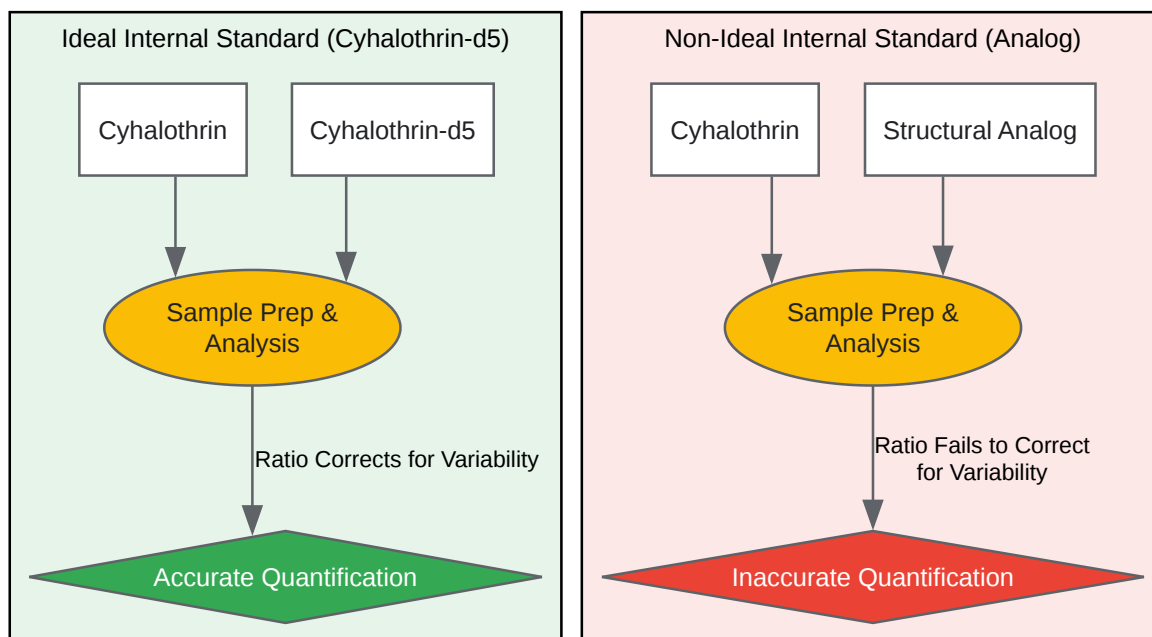 Ideal Internal Standard (Cyhalothrin-d5)
Cyhalothrin
Cyhalothrin-d5
Sample Prep &
Analysis
Ratio Corrects for Variability
Accurate Quantification
Non-Ideal Internal Standard (Analog)
Cyhalothrin
Structural Analog
Sample Prep &
Analysis
Ratio Fails to Correct
for Variability
Inaccurate Quantification